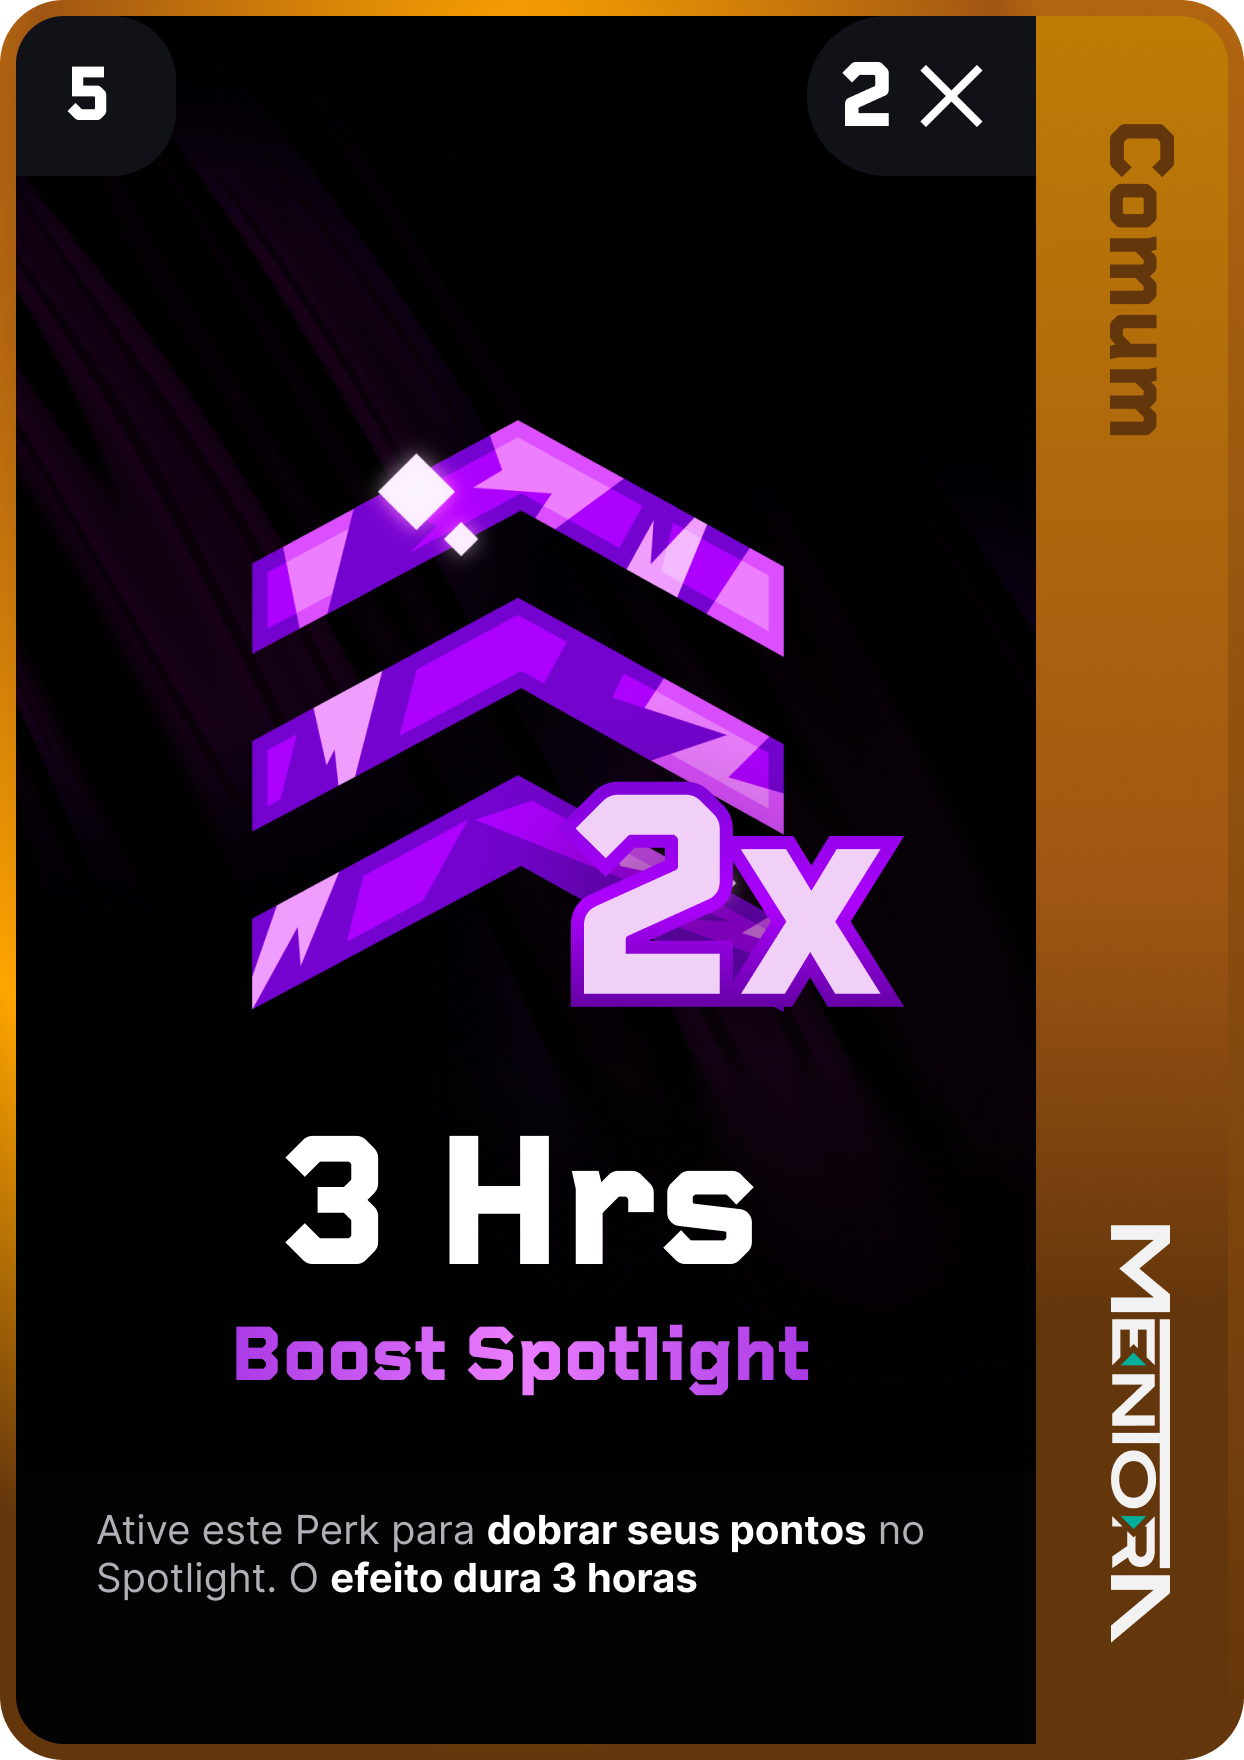 5
2 ×
Comum
2x
3 Hrs
Boost Spotlight
Ative este Perk para dobrar seus pontos no
Spotlight. O efeito dura 3 horas
MENTORA